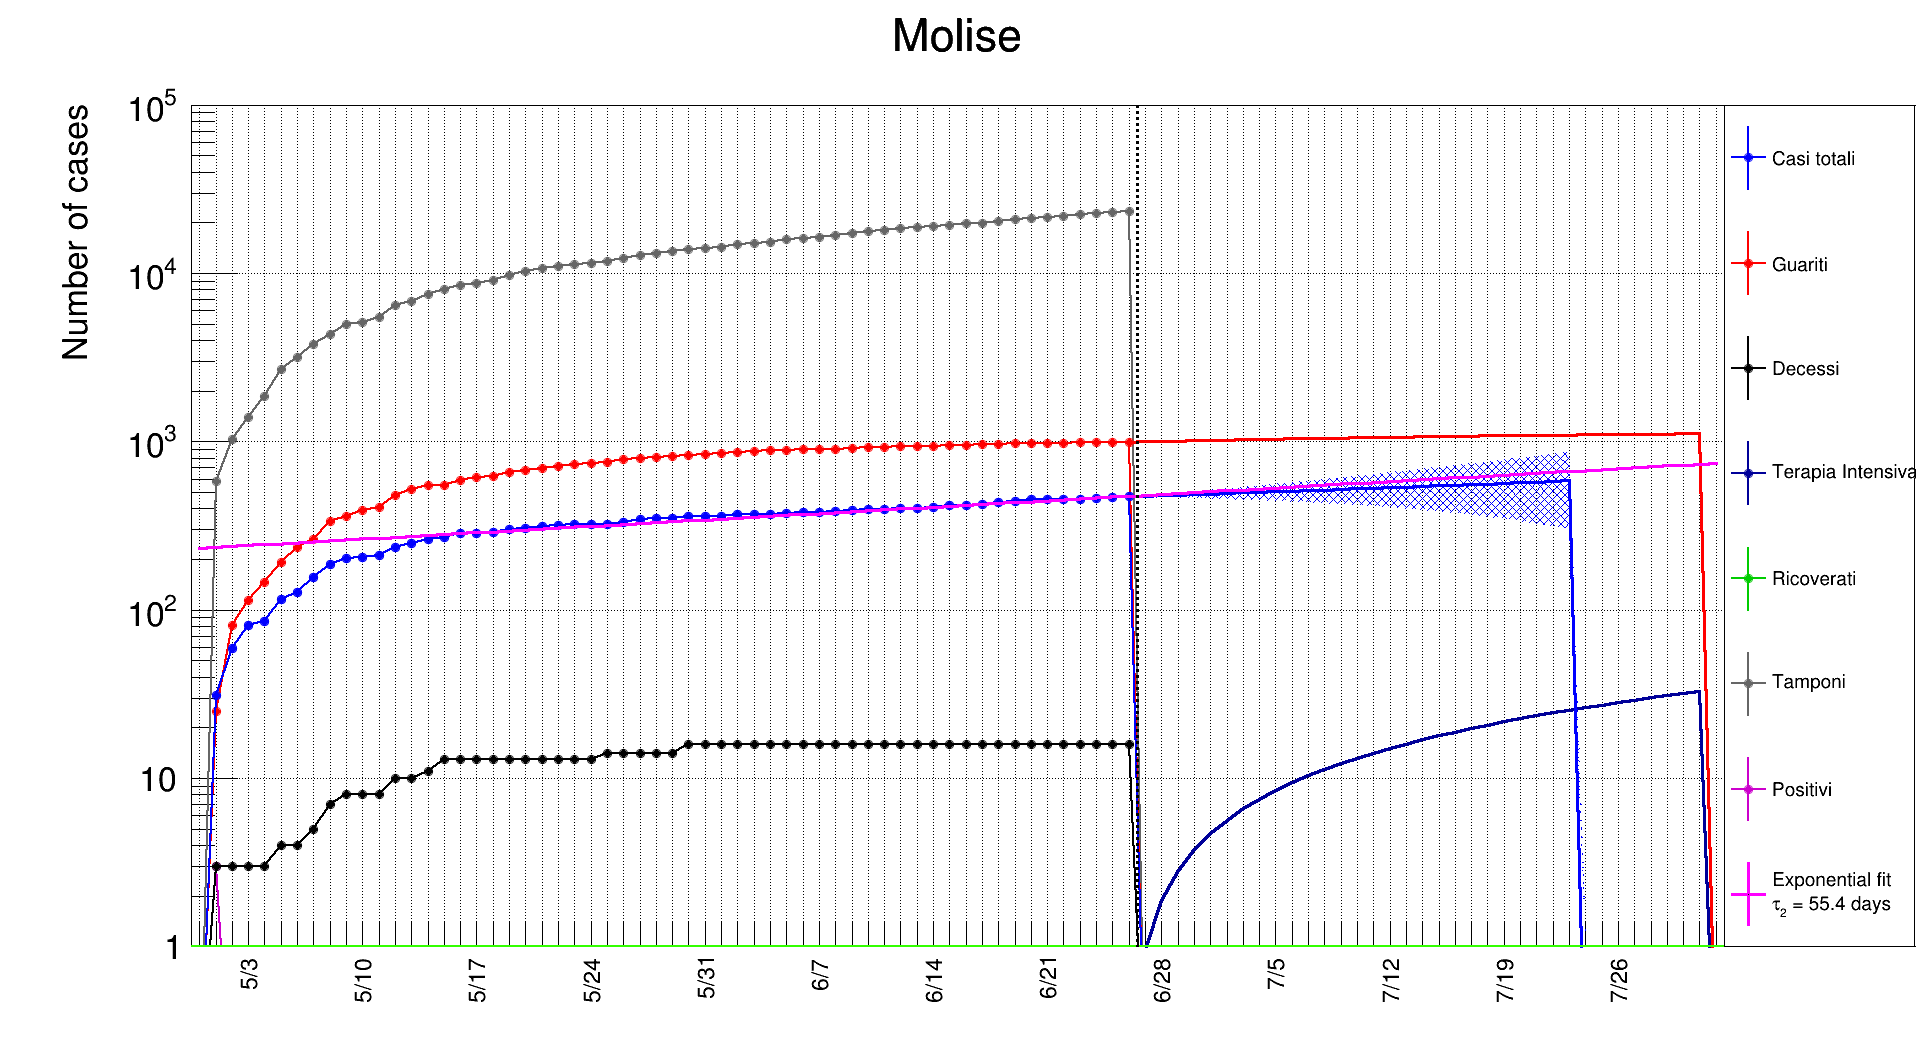 Molise
Number of cases
10^5
10^4
10^3
10^2
10
1
5/3
5/10
5/17
5/24
5/31
6/7
6/14
6/21
6/28
7/5
7/12
7/19
7/26
Casi totali
Guariti
Decessi
Terapia Intensiva
Ricoverati
Tamponi
Positivi
Exponential fit
τ_2 = 55.4 days